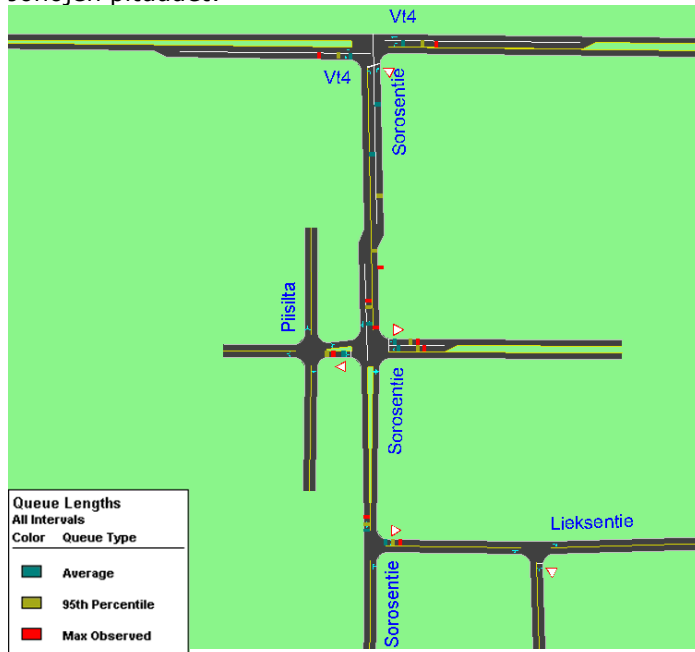 Vt4
Vt4
Sorosentie
Piisilta
Sorosentie
Lieksentie
Sorosentie
Queue Lengths
All Intervals
Color Queue Type
Average
95th Percentile
Max Observed